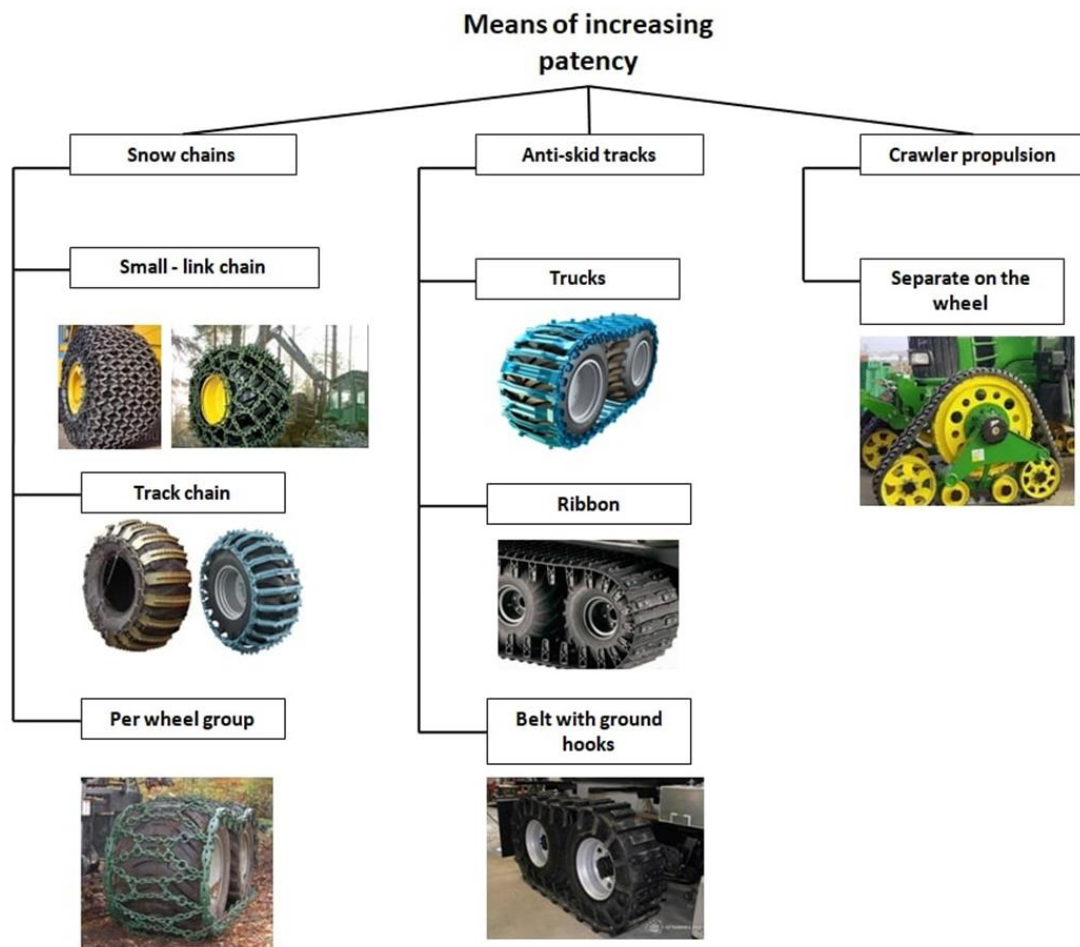 Means of increasing
patency
Snow chains
Anti-skid tracks
Crawler propulsion
Small - link chain
Trucks
Separate on the
wheel
Track chain
Ribbon
Per wheel group
Belt with ground
hooks